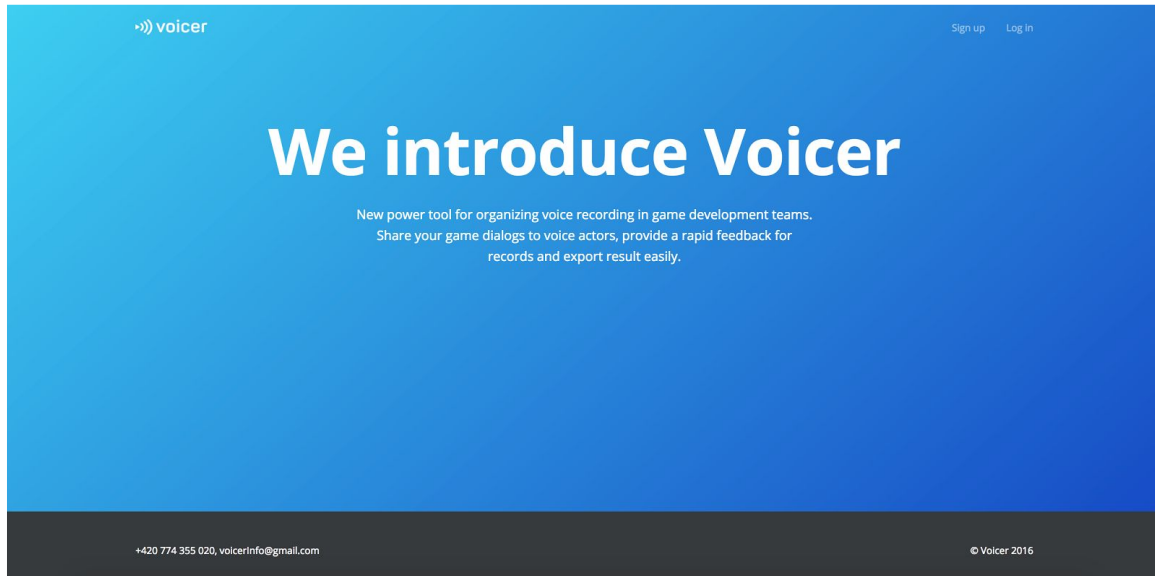 voicer
Sign up
Log in
We introduce Voicer
New power tool for organizing voice recording in game development teams.
Share your game dialogs to voice actors, provide a rapid feedback for
records and export result easily.
+420 774 355 020, voicerInfo@gmail.com
© Voicer 2016